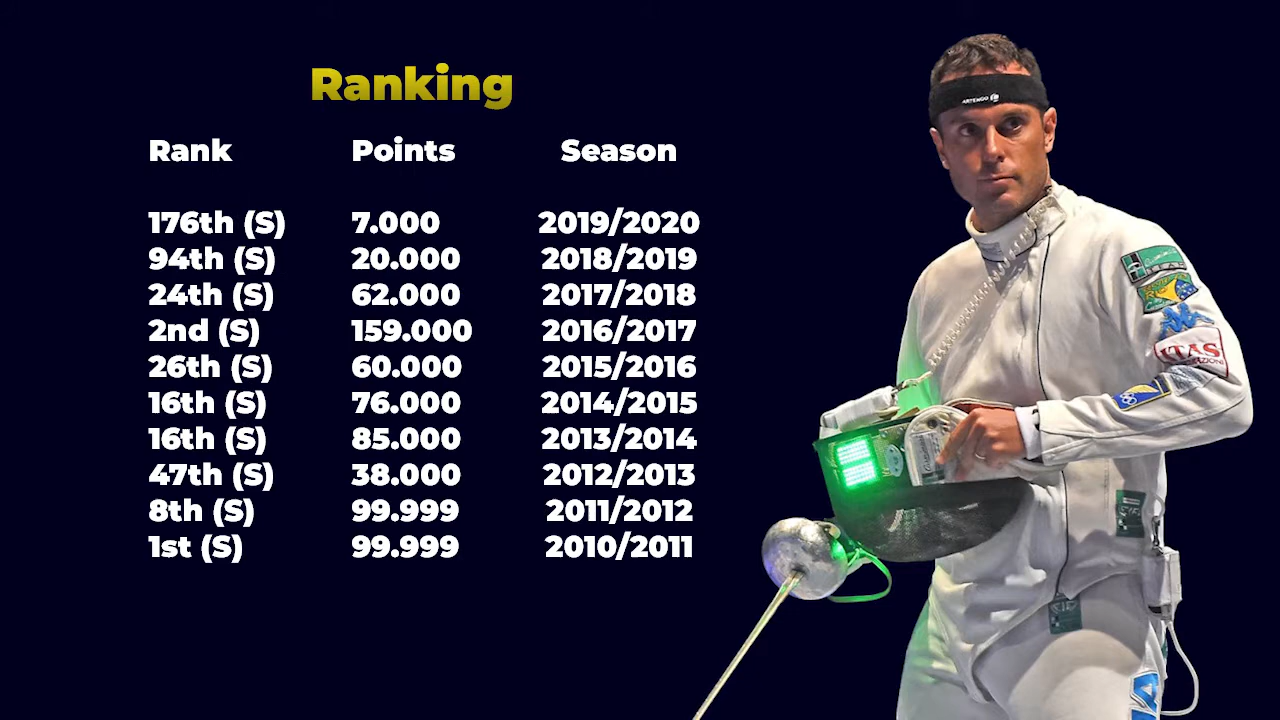 Ranking
Rank Points Season
176th (S) 7.000 2019/2020
94th (S) 20.000 2018/2019
24th (S) 62.000 2017/2018
2nd (S) 159.000 2016/2017
26th (S) 60.000 2015/2016
16th (S) 76.000 2014/2015
16th (S) 85.000 2013/2014
47th (S) 38.000 2012/2013
8th (S) 99.999 2011/2012
1st (S) 99.999 2010/2011
ARTENGO
ITAS